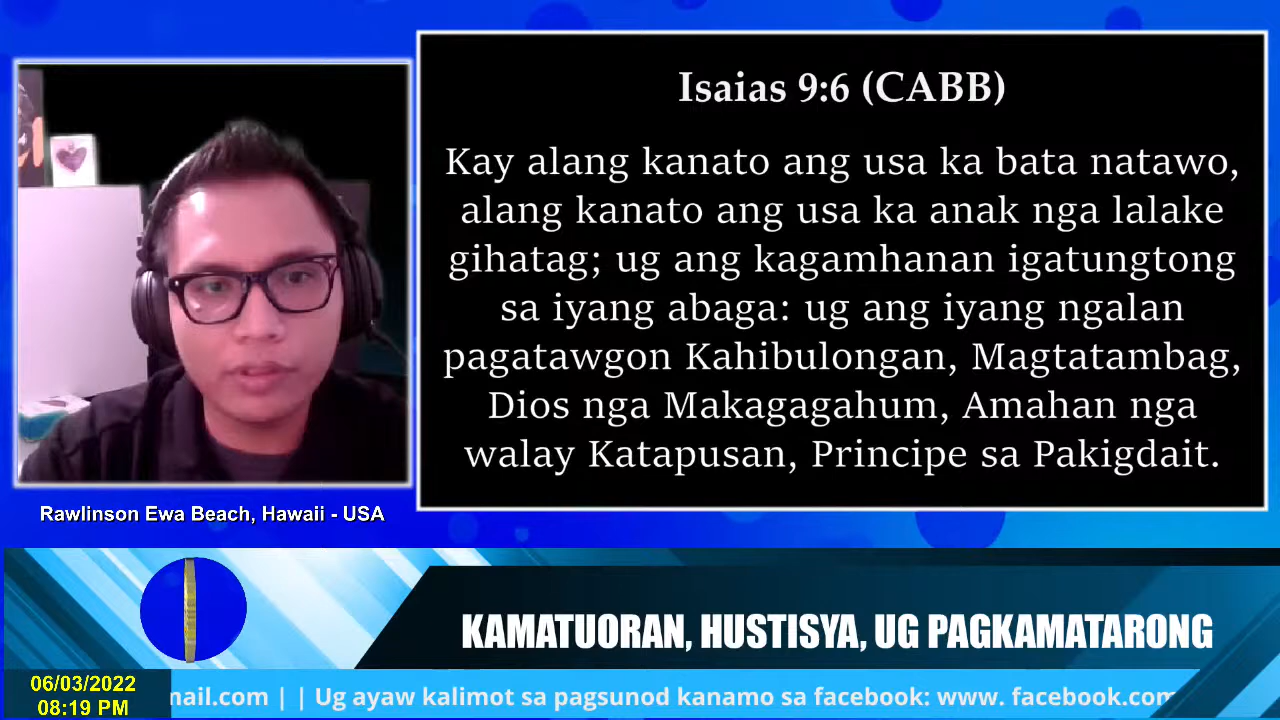 Isaias 9:6 (CABB)
Kay alang kanato ang usa ka bata natawo,
alang kanato ang usa ka anak nga lalake
gihatag; ug ang kagamhanan igatungtong
sa iyang abaga: ug ang iyang ngalan
pagatawgon Kahibulongan, Magtatambag,
Dios nga Makagagahum, Amahan nga
walay Katapusan, Principe sa Pakigdait.
Rawlinson Ewa Beach, Hawaii - USA
KAMATUORAN, HUSTISYA, UG PAGKAMATARONG
06/03/2022
08:19 PM
mail.com | | Ug ayaw kalimot sa pagsunod kanamo sa facebook: www. facebook.com